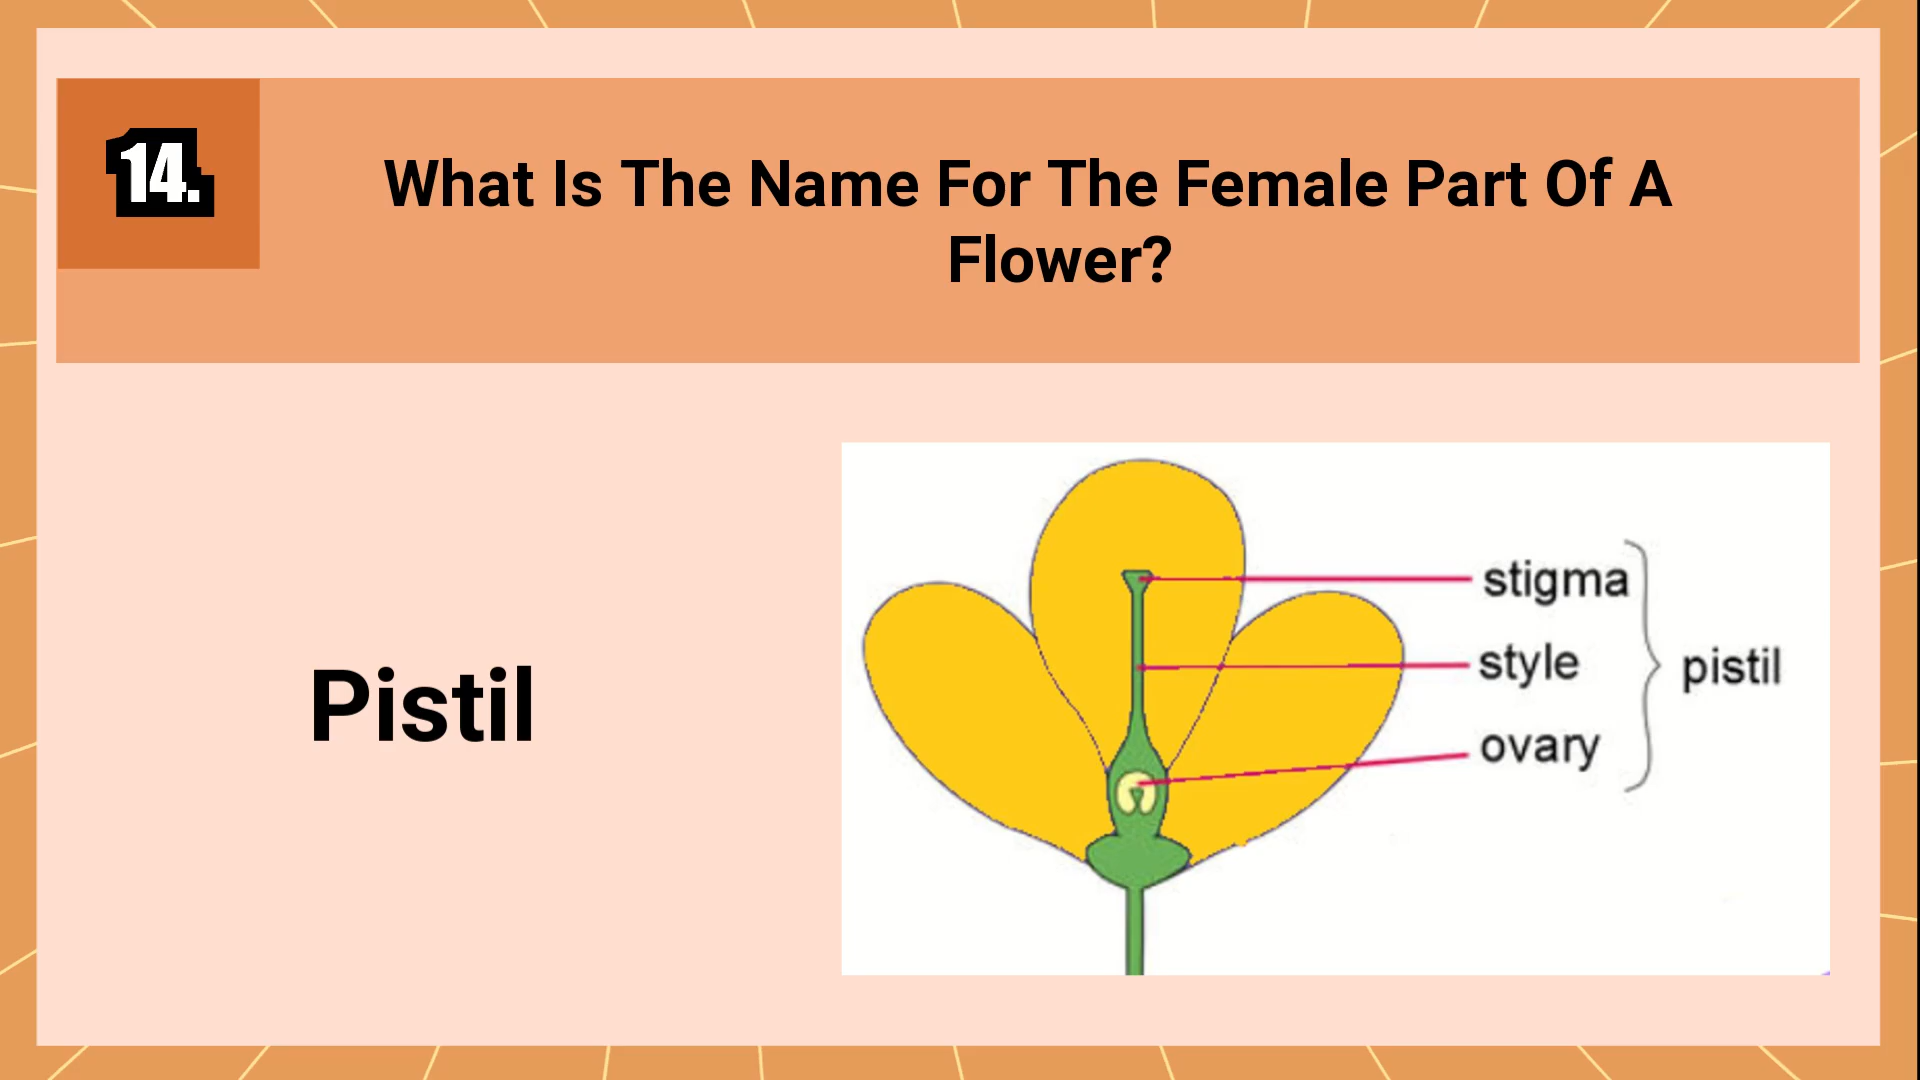 14.
What Is The Name For The Female Part Of A
Flower?
Pistil
stigma
style
pistil
ovary